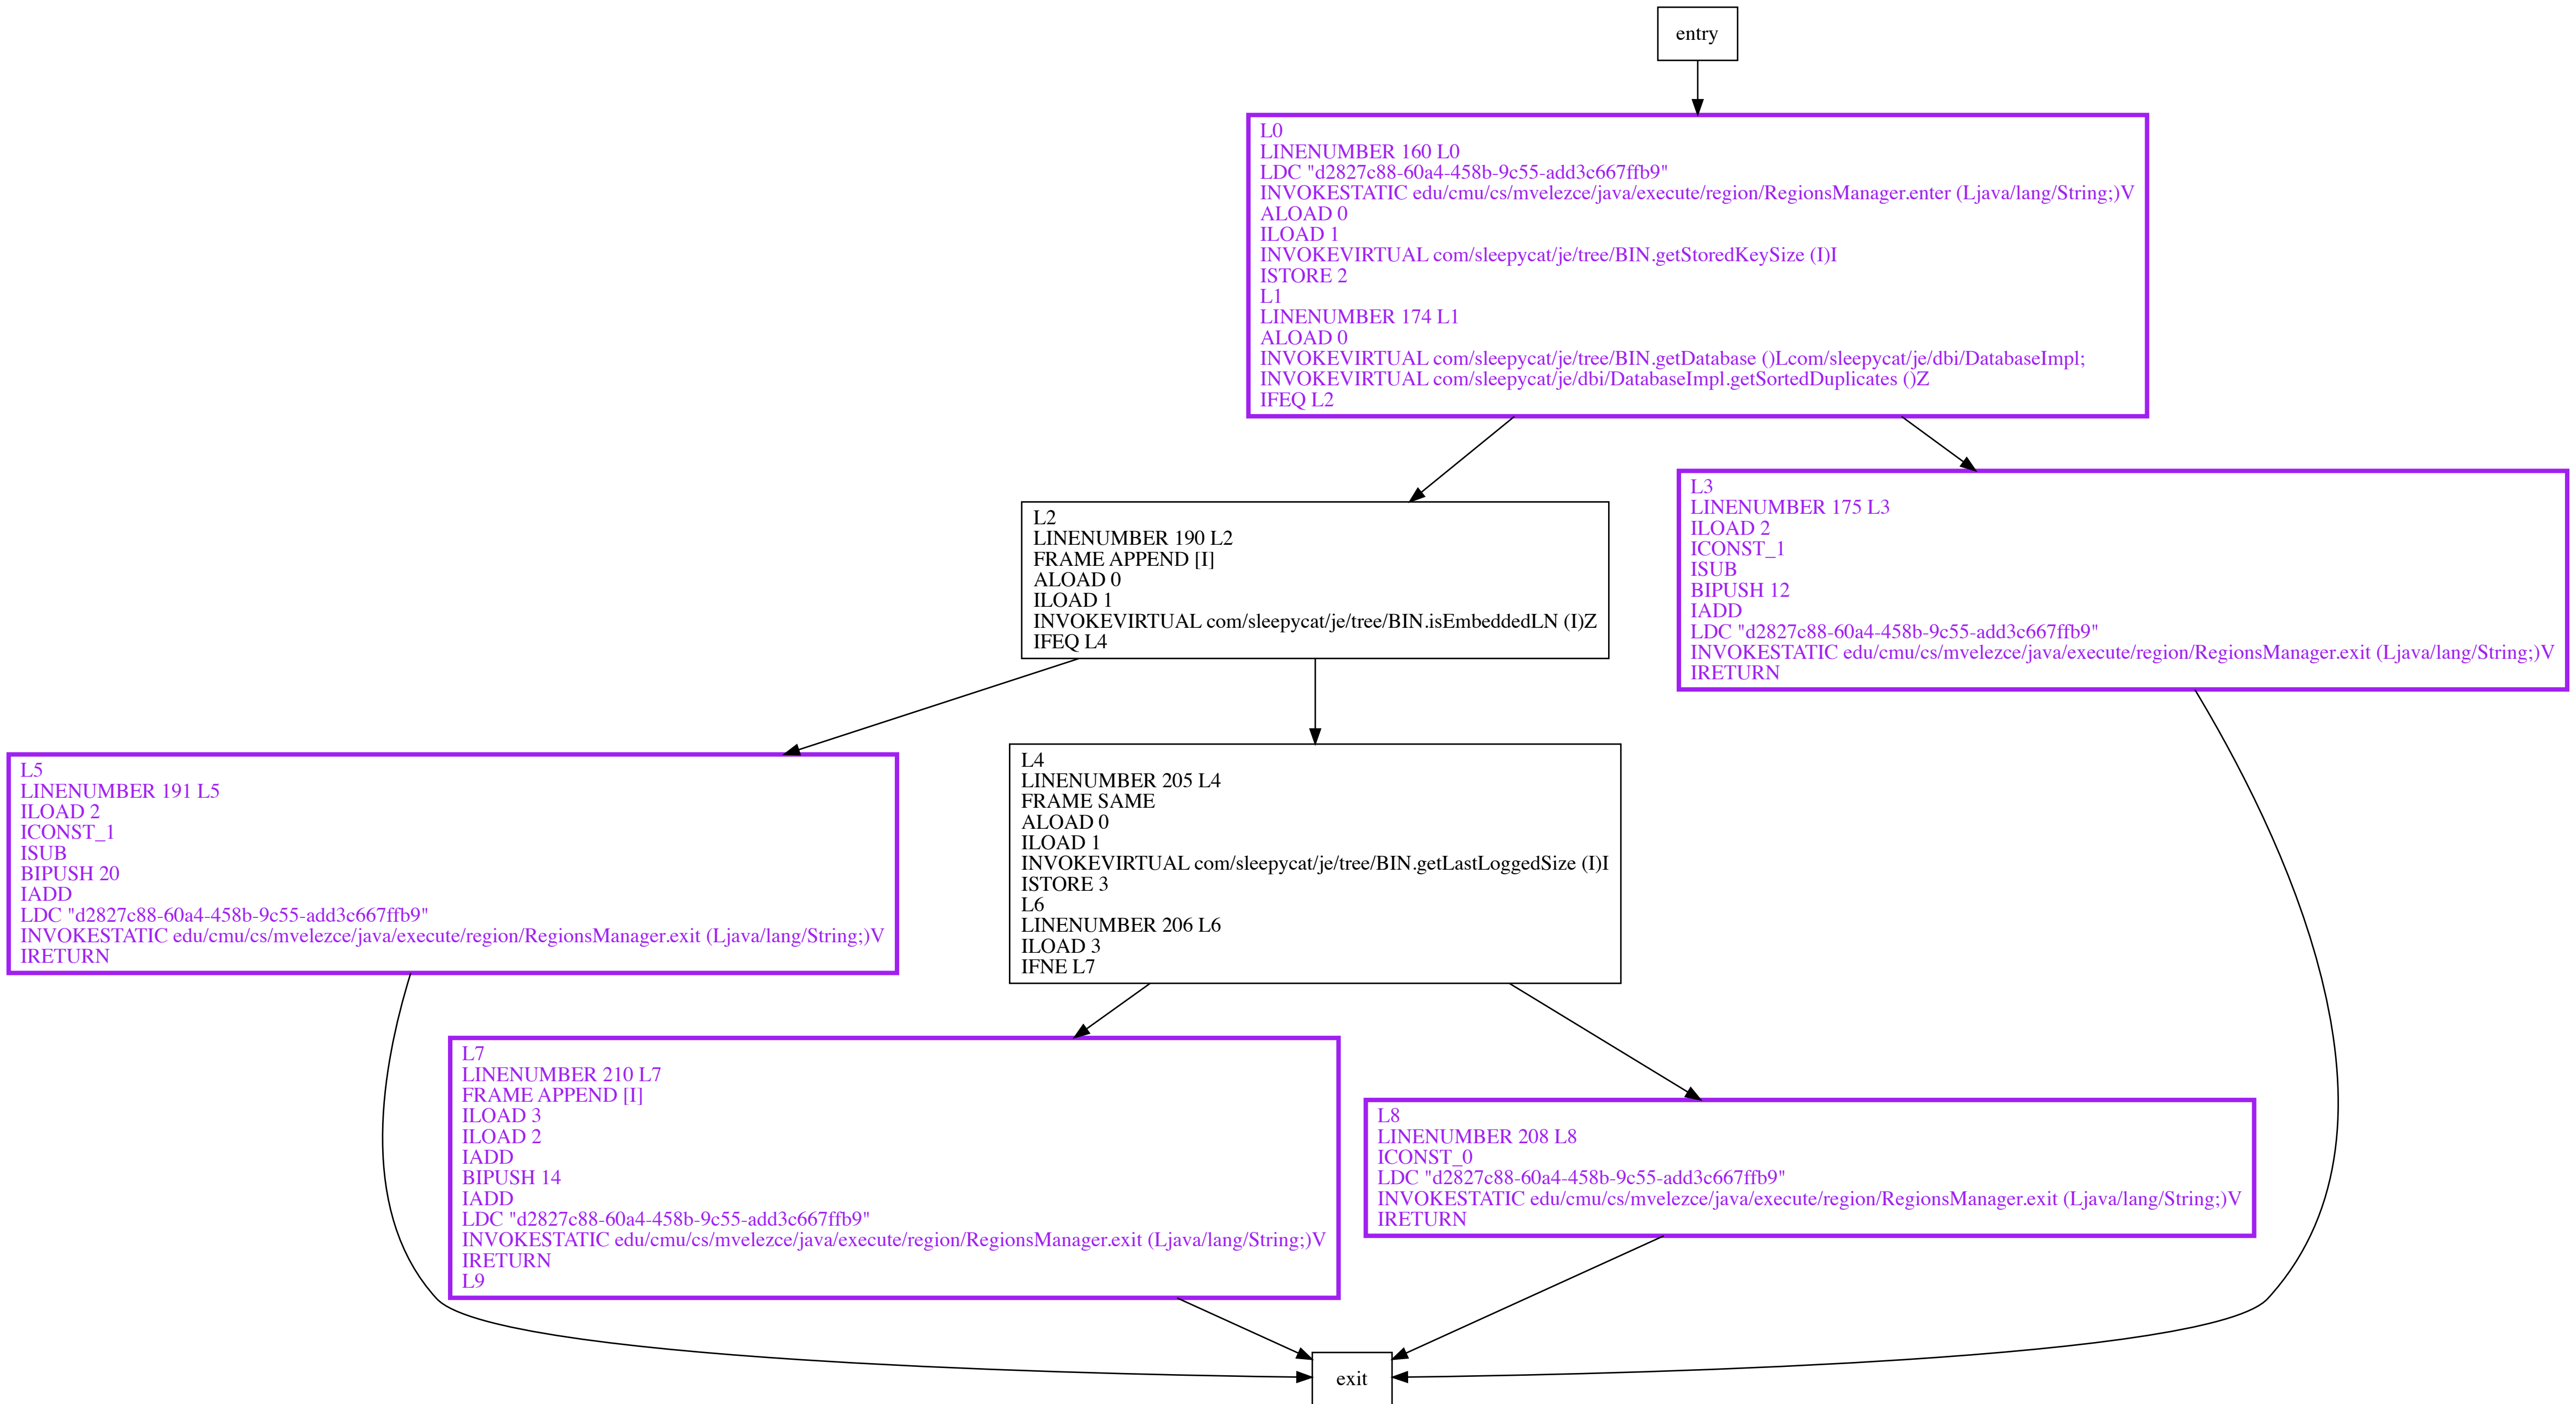 entry
L0
LINENUMBER 160 L0
LDC "d2827c88-60a4-458b-9c55-add3c667ffb9"
INVOKESTATIC edu/cmu/cs/mvelezce/java/execute/region/RegionsManager.enter (Ljava/lang/String;)V
ALOAD 0
ILOAD 1
INVOKEVIRTUAL com/sleepycat/je/tree/BIN.getStoredKeySize (I)I
ISTORE 2
L1
LINENUMBER 174 L1
ALOAD 0
INVOKEVIRTUAL com/sleepycat/je/tree/BIN.getDatabase ()Lcom/sleepycat/je/dbi/DatabaseImpl;
INVOKEVIRTUAL com/sleepycat/je/dbi/DatabaseImpl.getSortedDuplicates ()Z
IFEQ L2
L2
LINENUMBER 190 L2
FRAME APPEND [I]
ALOAD 0
ILOAD 1
INVOKEVIRTUAL com/sleepycat/je/tree/BIN.isEmbeddedLN (I)Z
IFEQ L4
L3
LINENUMBER 175 L3
ILOAD 2
ICONST_1
ISUB
BIPUSH 12
IADD
LDC "d2827c88-60a4-458b-9c55-add3c667ffb9"
INVOKESTATIC edu/cmu/cs/mvelezce/java/execute/region/RegionsManager.exit (Ljava/lang/String;)V
IRETURN
L5
LINENUMBER 191 L5
ILOAD 2
ICONST_1
ISUB
BIPUSH 20
IADD
LDC "d2827c88-60a4-458b-9c55-add3c667ffb9"
INVOKESTATIC edu/cmu/cs/mvelezce/java/execute/region/RegionsManager.exit (Ljava/lang/String;)V
IRETURN
L4
LINENUMBER 205 L4
FRAME SAME
ALOAD 0
ILOAD 1
INVOKEVIRTUAL com/sleepycat/je/tree/BIN.getLastLoggedSize (I)I
ISTORE 3
L6
LINENUMBER 206 L6
ILOAD 3
IFNE L7
L7
LINENUMBER 210 L7
FRAME APPEND [I]
ILOAD 3
ILOAD 2
IADD
BIPUSH 14
IADD
LDC "d2827c88-60a4-458b-9c55-add3c667ffb9"
INVOKESTATIC edu/cmu/cs/mvelezce/java/execute/region/RegionsManager.exit (Ljava/lang/String;)V
IRETURN
L9
L8
LINENUMBER 208 L8
ICONST_0
LDC "d2827c88-60a4-458b-9c55-add3c667ffb9"
INVOKESTATIC edu/cmu/cs/mvelezce/java/execute/region/RegionsManager.exit (Ljava/lang/String;)V
IRETURN
exit